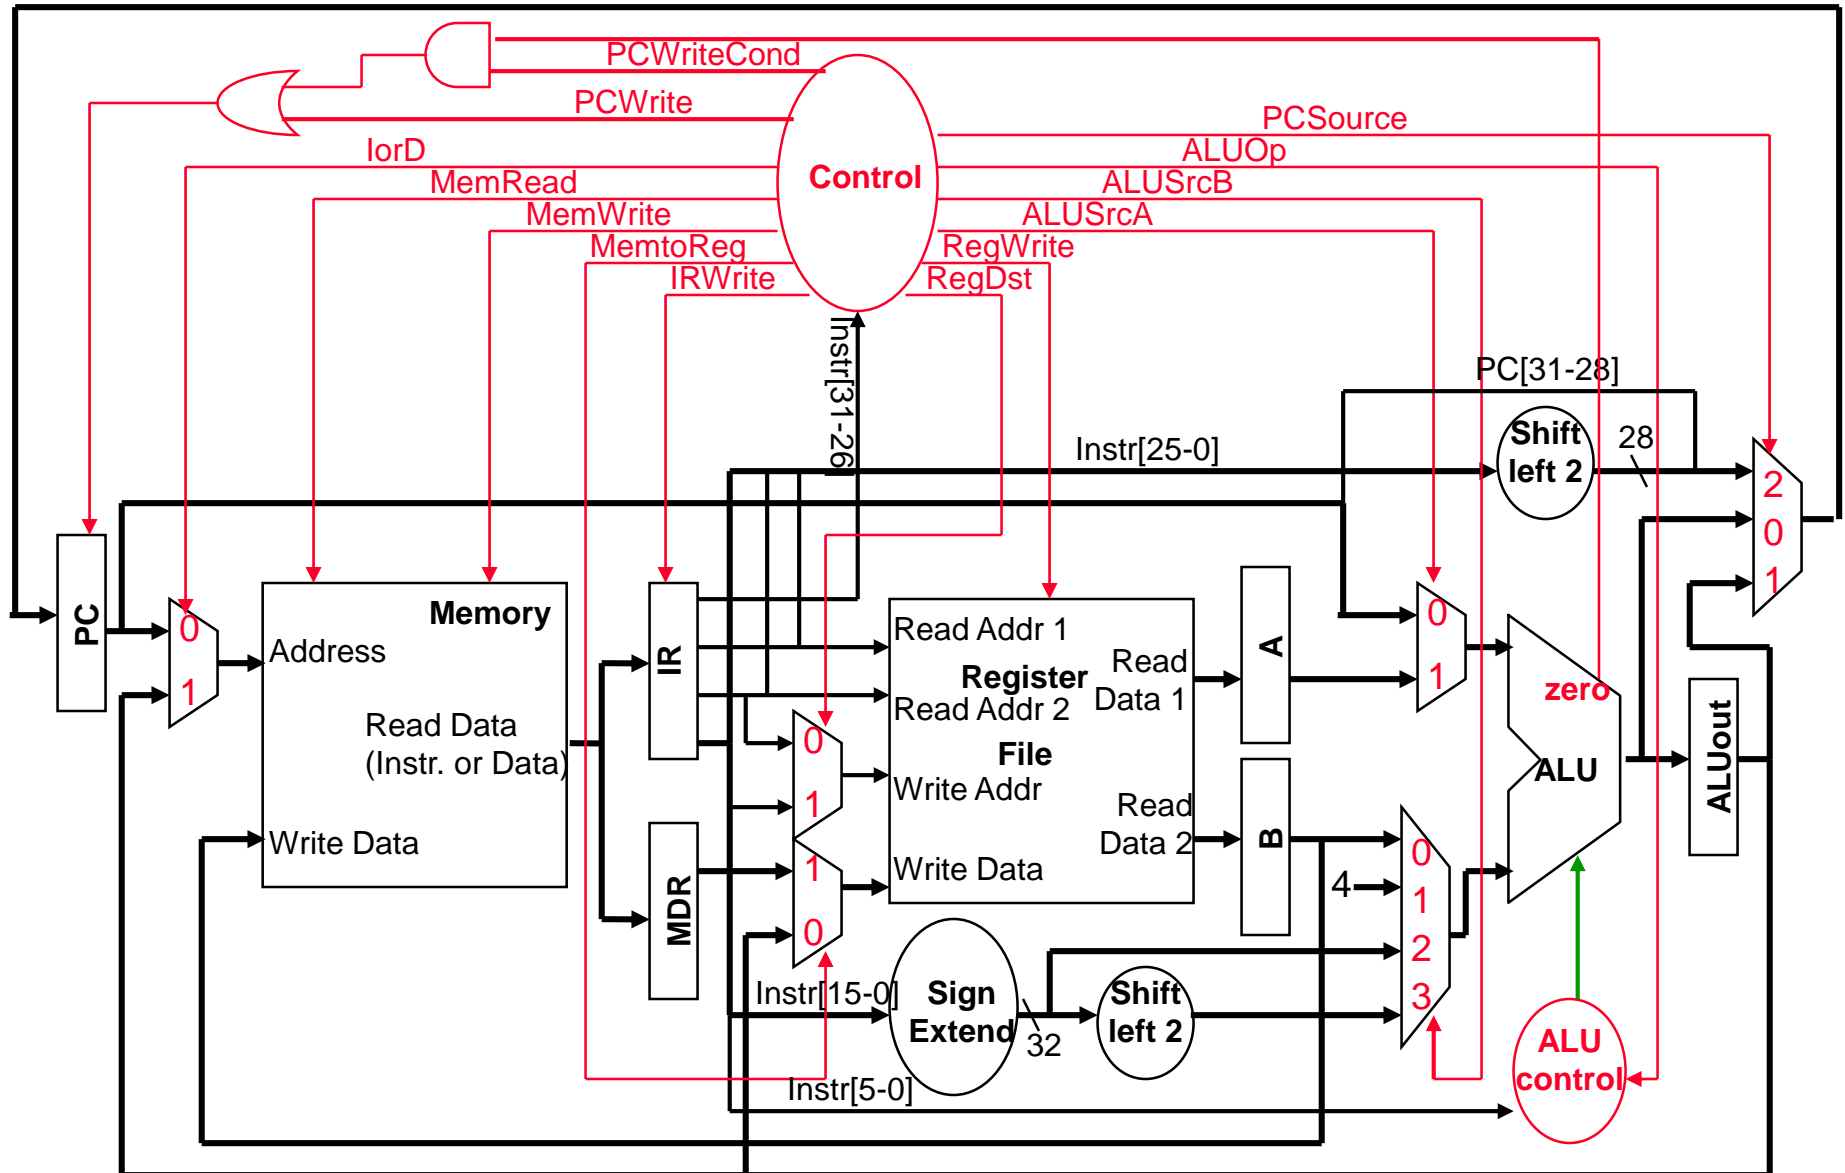 PCWriteCond
PCWrite
IorD
MemRead
MemWrite
MemtoReg
IRWrite
Control
PCSource
ALUOp
ALUSrcB
ALUSrcA
RegWrite
RegDst
Instr[31-26]
PC[31-28]
Instr[25-0]
Shift
left 2
28
2
0
1
PC
0
1
Memory
Address
Read Data
(Instr. or Data)
Write Data
IR
MDR
0
1
1
0
Read Addr 1
Register
Read Addr 2
File
Write Addr
Write Data
Read
Data 1
Read
Data 2
A
B
0
1
4
0
1
2
3
zero
ALU
ALUout
Instr[15-0]
Sign
Extend
32
Shift
left 2
Instr[5-0]
ALU
control